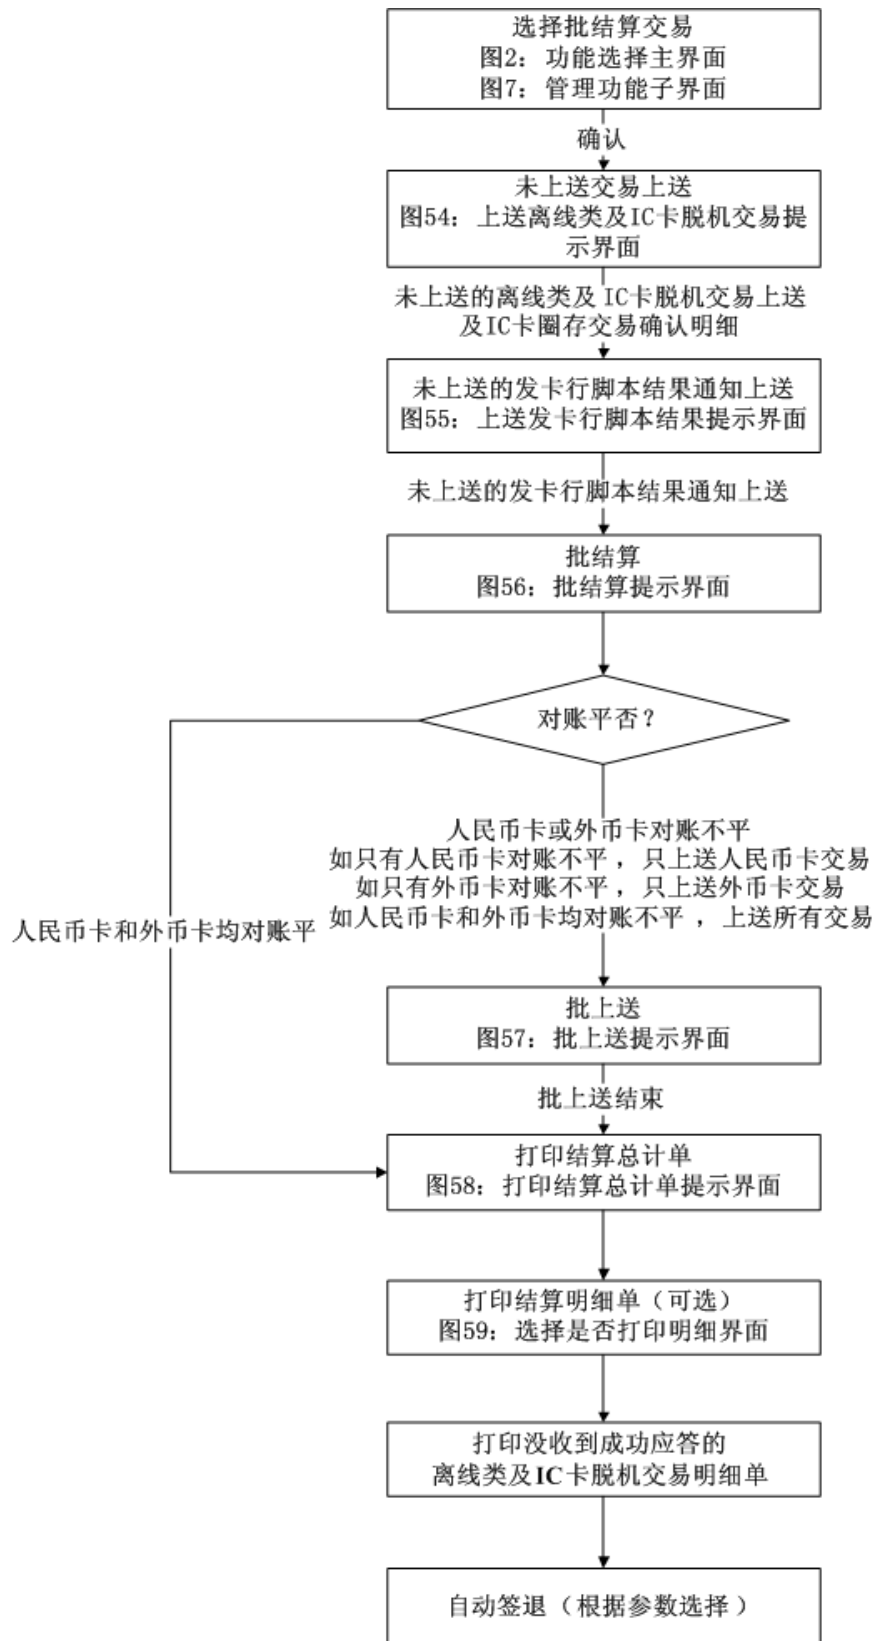 选择批结算交易
图2：功能选择主界面
图7：管理功能子界面
确认
未上送交易上送
图54：上送离线类及IC卡脱机交易提
示界面
未上送的离线类及 IC卡脱机交易上送
及IC卡圈存交易确认明细
未上送的发卡行脚本结果通知上送
图55：上送发卡行脚本结果提示界面
未上送的发卡行脚本结果通知上送
批结算
图56：批结算提示界面
对账平否？
人民币卡或外币卡对账不平
如只有人民币卡对账不平，只上送人民币卡交易
如只有外币卡对账不平，只上送外币卡交易
如人民币卡和外币卡均对账不平，上送所有交易
人民币卡和外币卡均对账平
批上送
图57：批上送提示界面
批上送结束
打印结算总计单
图58：打印结算总计单提示界面
打印结算明细单（可选）
图59：选择是否打印明细界面
打印没收到成功应答的
离线类及IC卡脱机交易明细单
自动签退（根据参数选择）